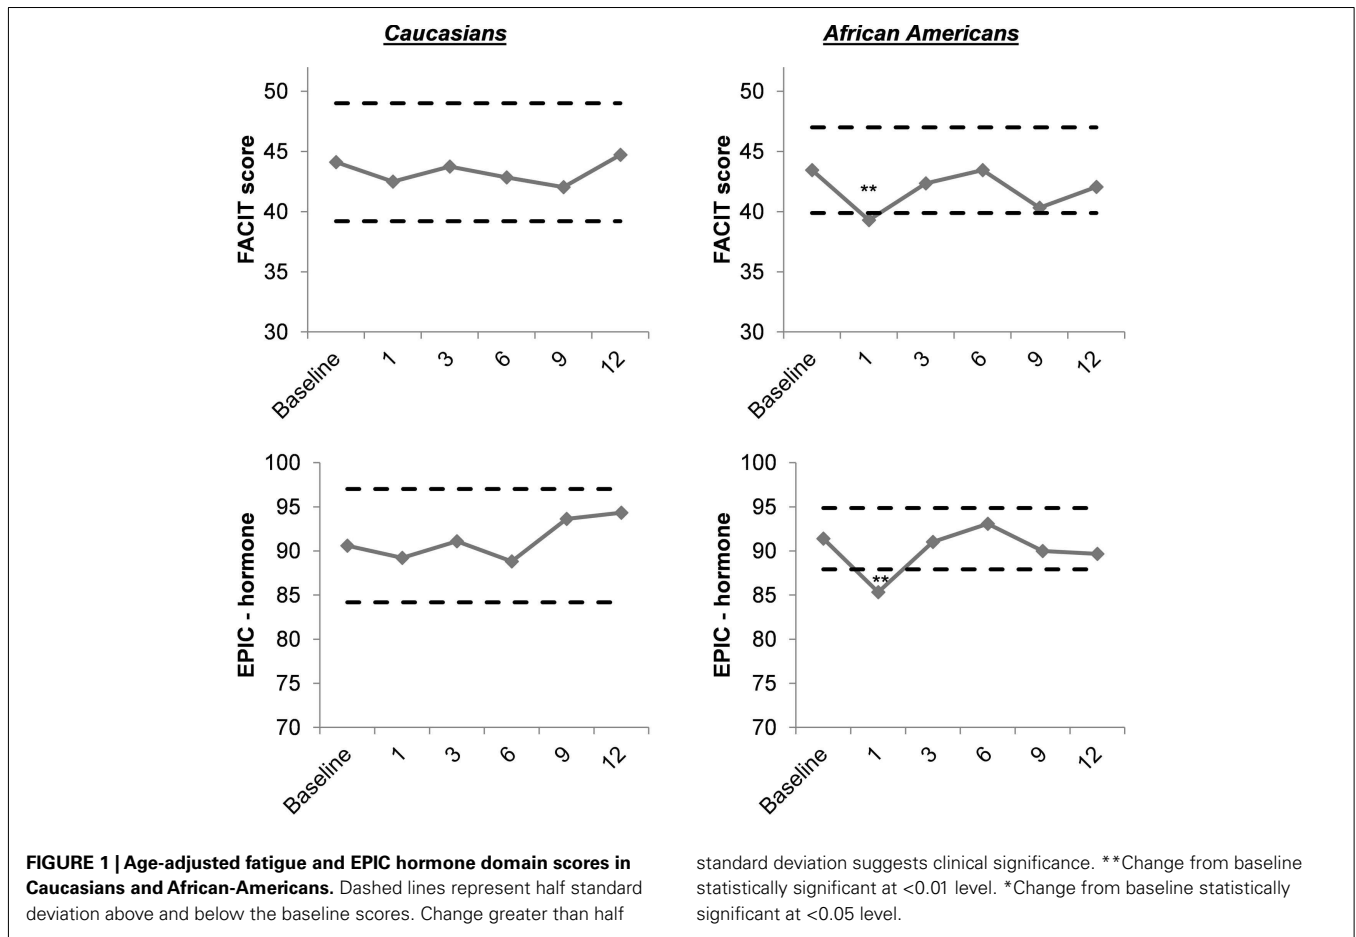 Caucasians
African Americans
FACIT score
50
45
40
35
30
Baseline
1
3
6
9
12
FACIT score
50
45
40
35
30
**
Baseline
1
3
6
9
12
EPIC - hormone
100
95
90
85
80
75
70
Baseline
1
3
6
9
12
EPIC - hormone
100
95
90
85
80
75
70
**
Baseline
1
3
6
9
12
FIGURE 1 | Age-adjusted fatigue and EPIC hormone domain scores in
Caucasians and African-Americans. Dashed lines represent half standard
deviation above and below the baseline scores. Change greater than half
standard deviation suggests clinical significance. **Change from baseline
statistically significant at <0.01 level. *Change from baseline statistically
significant at <0.05 level.